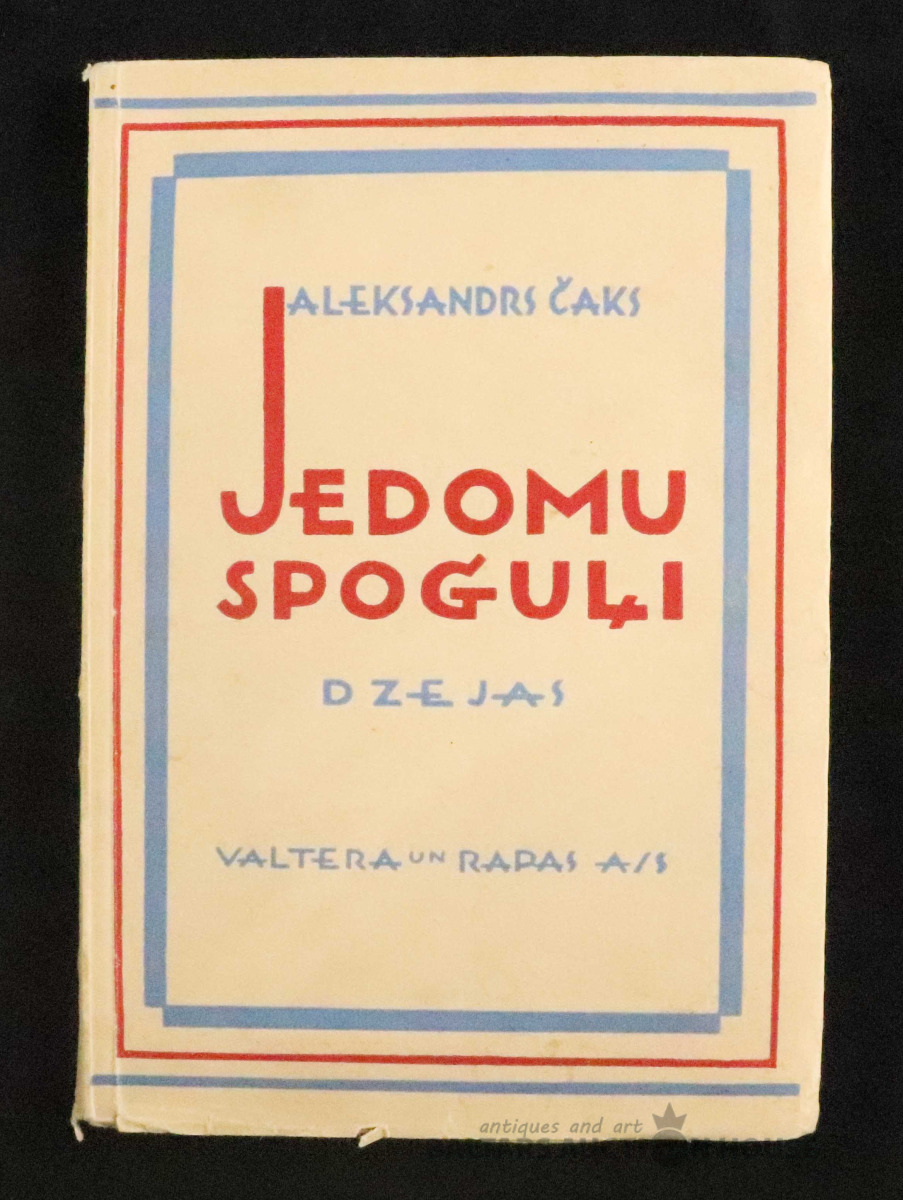 ALEKSANDRS ČAKS
JEDOMU
SPOĢUĻI
DZEJAS
VALTERA UN RAPAS A/S
antiques and art